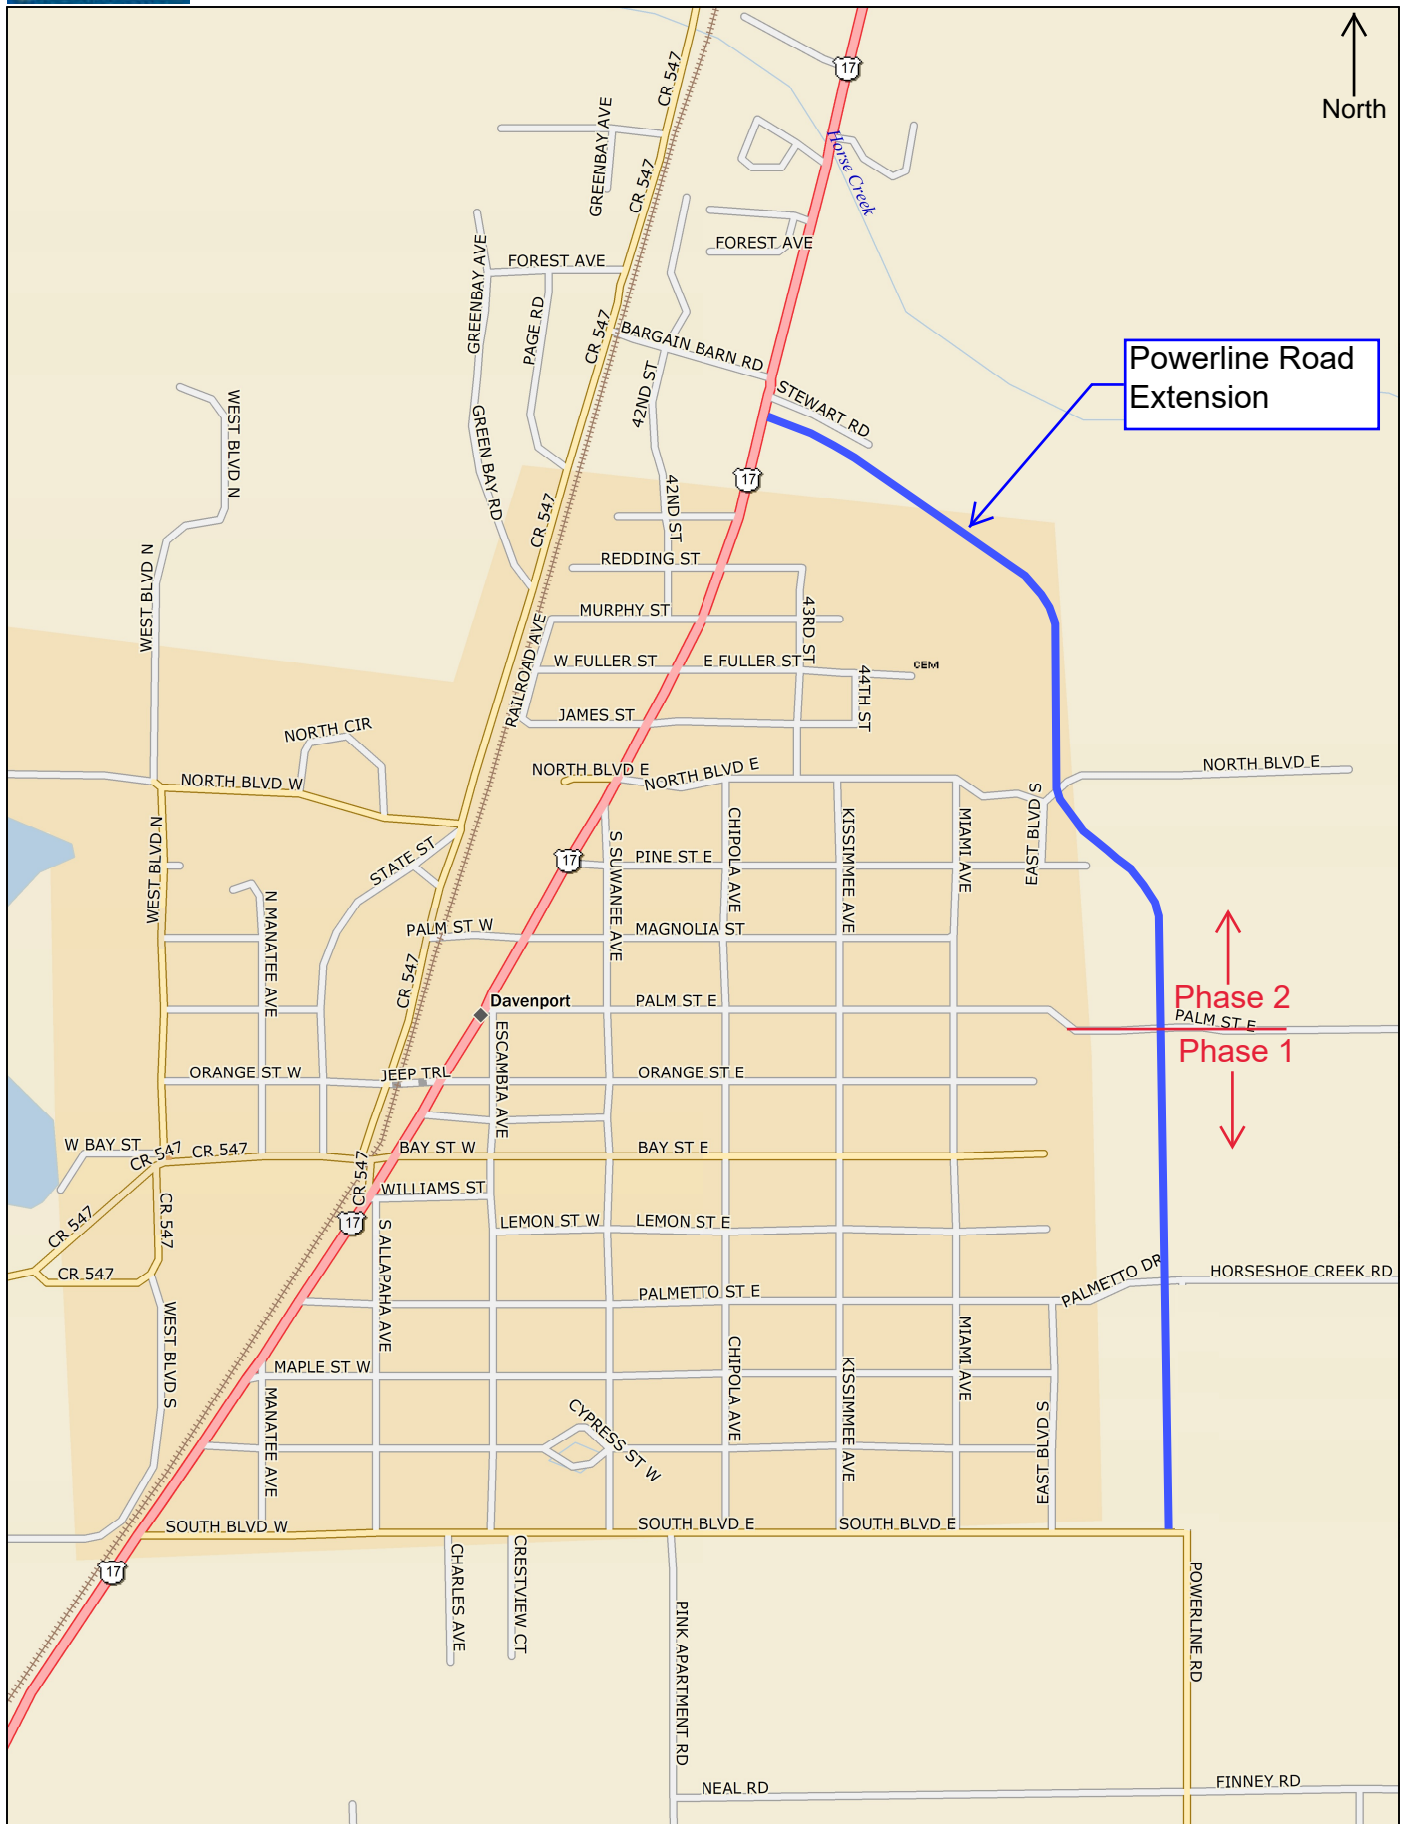 CR 547
17
North
GREENBAY AVE
CR 547
Horse Creek
GREENBAY AVE
FOREST AVE
FOREST AVE
PAGE RD
CR 547
BARGAIN BARN RD
Powerline Road
Extension
STEWART RD
42ND ST
WEST BLVD N
GREEN BAY RD
17
42ND ST
CR 547
WEST BLVD N
REDDING ST
MURPHY ST
43RD ST
RAILROAD AVE
W FULLER ST
E FULLER ST
CEM
44TH ST
JAMES ST
NORTH CIR
NORTH BLVD W
NORTH BLVD E
NORTH BLVD E
NORTH BLVD E
WEST BLVD N
STATE ST
17
S SUWANEE AVE
PINE ST E
CHIPOLA AVE
KISSIMMEE AVE
MIAMI AVE
EAST BLVD S
N MANATEE AVE
PALM ST W
MAGNOLIA ST
CR 547
Davenport
PALM ST E
Phase 2
PALM ST E
Phase 1
ESCAMBIA AVE
ORANGE ST W
JEEP TRL
ORANGE ST E
W BAY ST
CR 547
CR 547
BAY ST W
BAY ST E
CR 547
WILLIAMS ST
CR 547
CR 547
17
S ALLAPAHA AVE
LEMON ST W
LEMON ST E
CR 547
PALMETTO DR
HORSESHOE CREEK RD
PALMETTO ST E
WEST BLVD S
MAPLE ST W
CHIPOLA AVE
KISSIMMEE AVE
MIAMI AVE
MANATEE AVE
CYPRESS ST W
EAST BLVD S
SOUTH BLVD W
SOUTH BLVD E
SOUTH BLVD E
17
CHARLES AVE
CRESTVIEW CT
PINK APARTMENT RD
POWERLINE RD
NEAL RD
FINNEY RD